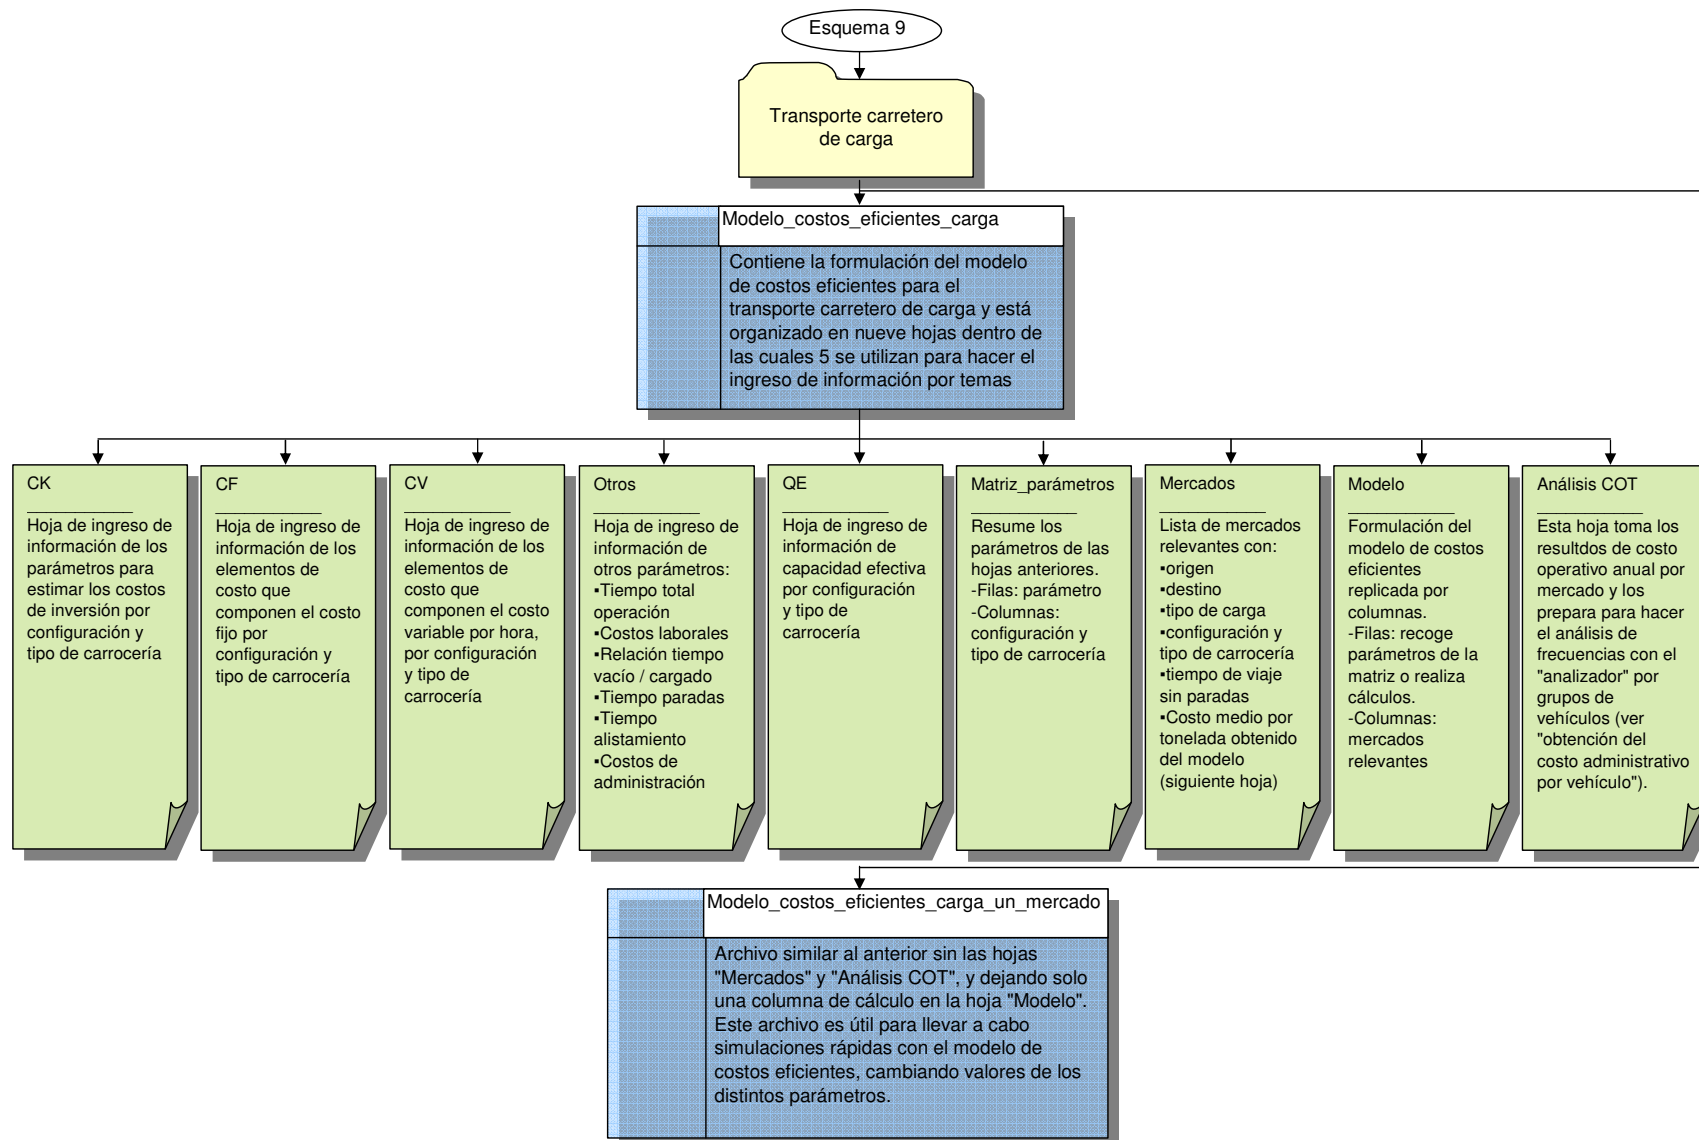 Esquema 9
Transporte carretero
de carga
Modelo_costos_eficientes_carga
Contiene la formulación del modelo
de costos eficientes para el
transporte carretero de carga y está
organizado en nueve hojas dentro de
las cuales 5 se utilizan para hacer el
ingreso de información por temas
CK
___________
Hoja de ingreso de
información de los
parámetros para
estimar los costos
de inversión por
configuración y
tipo de carrocería
CF
___________
Hoja de ingreso de
información de los
elementos de
costo que
componen el costo
fijo por
configuración y
tipo de carrocería
CV
___________
Hoja de ingreso de
información de los
elementos de
costo que
componen el costo
variable por hora,
por configuración
y tipo de
carrocería
Otros
___________
Hoja de ingreso de
información de
otros parámetros:
▪Tiempo total
operación
▪Costos laborales
▪Relación tiempo
vacío / cargado
▪Tiempo paradas
▪Tiempo
alistamiento
▪Costos de
administración
QE
___________
Hoja de ingreso de
información de
capacidad efectiva
por configuración
y tipo de
carrocería
Matriz_parámetros
___________
Resume los
parámetros de las
hojas anteriores.
-Filas: parámetro
-Columnas:
configuración y
tipo de carrocería
Mercados
___________
Lista de mercados
relevantes con:
▪origen
▪destino
▪tipo de carga
▪configuración y
tipo de carrocería
▪tiempo de viaje
sin paradas
▪Costo medio por
tonelada obtenido
del modelo
(siguiente hoja)
Modelo
___________
Formulación del
modelo de costos
eficientes
replicada por
columnas.
-Filas: recoge
parámetros de la
matriz o realiza
cálculos.
-Columnas:
mercados
relevantes
Análisis COT
___________
Esta hoja toma los
resultdos de costo
operativo anual por
mercado y los
prepara para hacer
el análisis de
frecuencias con el
"analizador" por
grupos de
vehículos (ver
"obtención del
costo administrativo
por vehículo").
Modelo_costos_eficientes_carga_un_mercado
Archivo similar al anterior sin las hojas
"Mercados" y "Análisis COT", y dejando solo
una columna de cálculo en la hoja "Modelo".
Este archivo es útil para llevar a cabo
simulaciones rápidas con el modelo de
costos eficientes, cambiando valores de los
distintos parámetros.